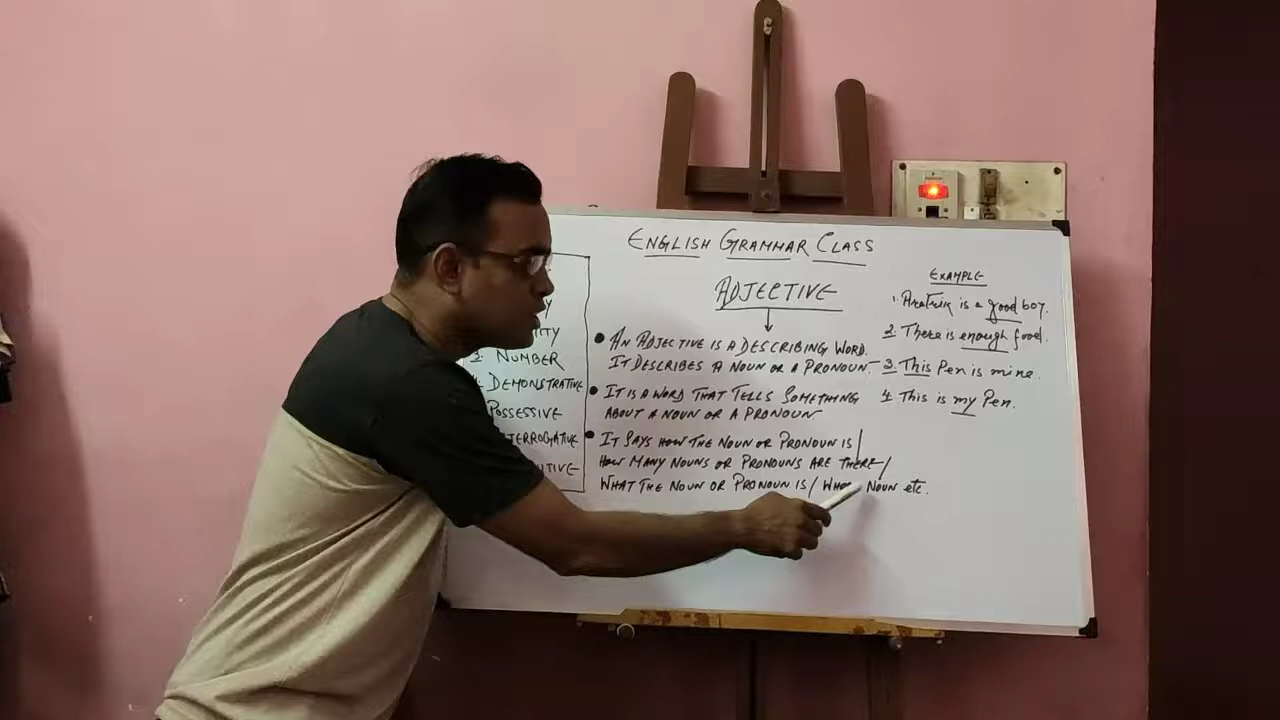 ENGLISH GRAMMAR CLASS
ADJECTIVE
3. NUMBER
4. DEMONSTRATIVE
POSSESSIVE
• AN ADJECTIVE IS A DESCRIBING WORD.
IT DESCRIBES A NOUN OR A PRONOUN.
• IT IS A WORD THAT TELLS SOMETHING
ABOUT A NOUN OR A PRONOUN.
• IT SAYS HOW THE NOUN OR PRONOUN IS/
HOW MANY NOUNS OR PRONOUNS ARE THERE/
WHAT THE NOUN OR PRONOUN IS/ NOUN etc.
EXAMPLE
1. is a good boy.
2. There is enough food.
3. This Pen is mine.
4. This is my Pen.